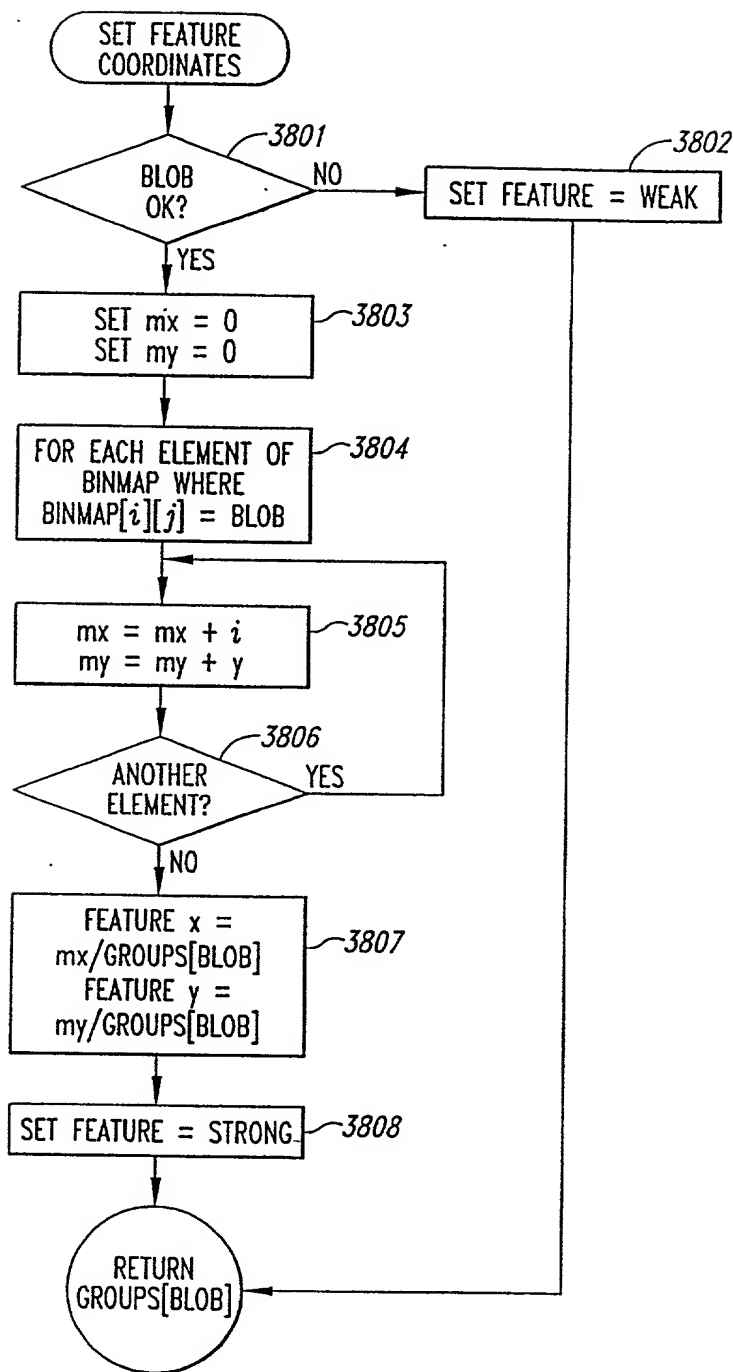 SET FEATURE
COORDINATES
3801
BLOB
OK?
NO
3802
SET FEATURE = WEAK
YES
SET mx = 0
SET my = 0
3803
FOR EACH ELEMENT OF
BINMAP WHERE
BINMAP[i][j] = BLOB
3804
mx = mx + i
my = my + y
3805
3806
ANOTHER
ELEMENT?
YES
NO
FEATURE x =
mx/GROUPS[BLOB]
FEATURE y =
my/GROUPS[BLOB]
3807
SET FEATURE = STRONG
3808
RETURN
GROUPS[BLOB]